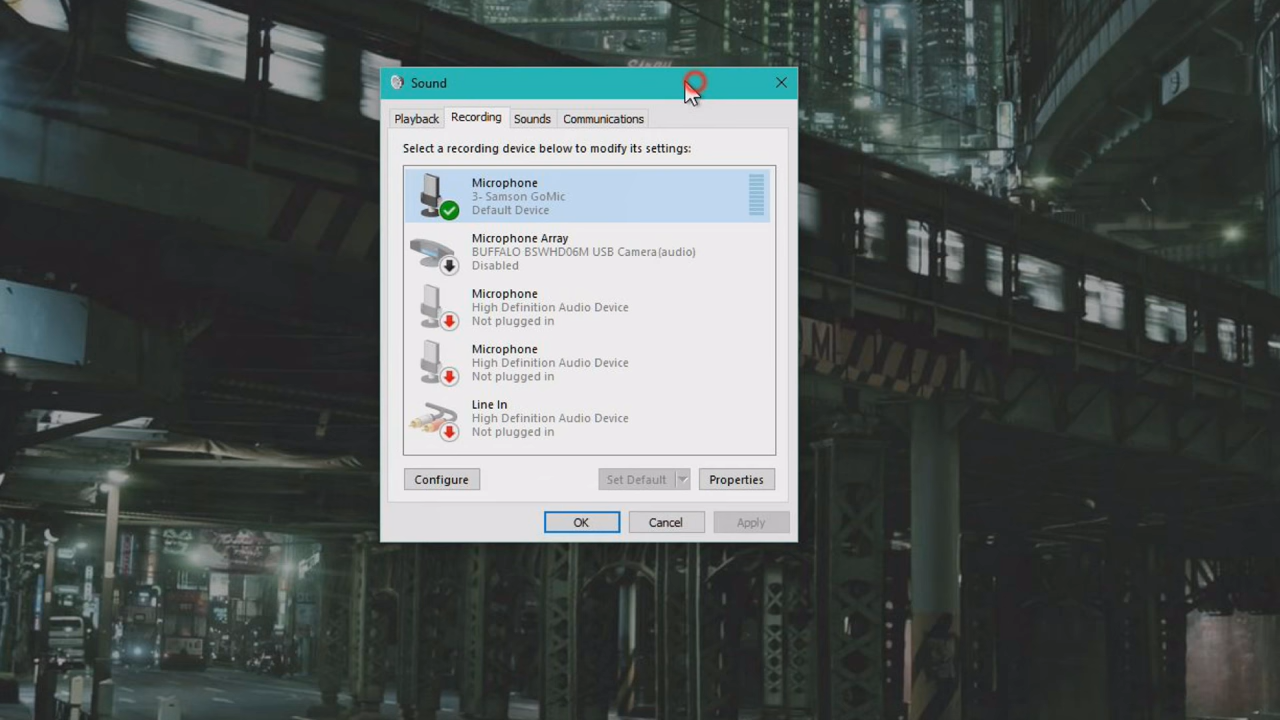 Sound
Playback
Recording
Sounds
Communications
Select a recording device below to modify its settings:
Microphone
3- Samson GoMic
Default Device
Microphone Array
BUFFALO BSWHD06M USB Camera(audio)
Disabled
Microphone
High Definition Audio Device
Not plugged in
Microphone
High Definition Audio Device
Not plugged in
Line In
High Definition Audio Device
Not plugged in
Configure
Set Default
Properties
OK
Cancel
Apply